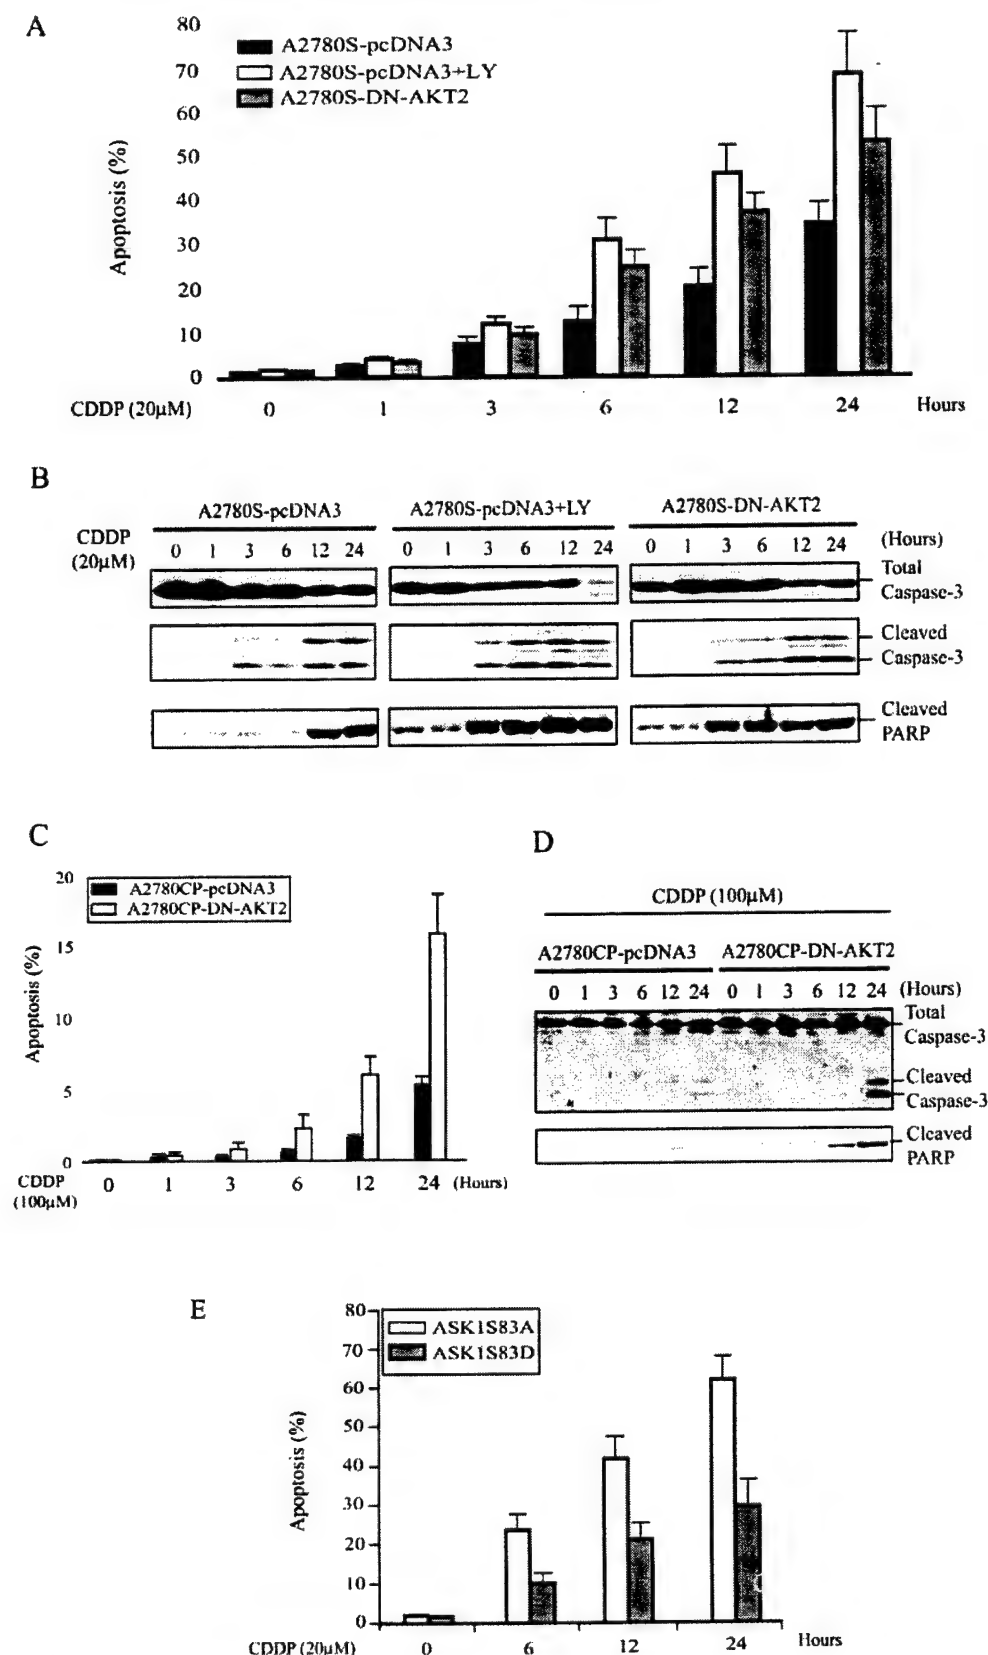 A
80
70
60
50
40
30
20
10
0
Apoptosis (%)
A2780S-pcDNA3
A2780S-pcDNA3+LY
A2780S-DN-AKT2
CDDP (20µM) 0 1 3 6 12 24 Hours
B
A2780S-pcDNA3 A2780S-pcDNA3+LY A2780S-DN-AKT2
CDDP
(20µM)
0 1 3 6 12 24 0 1 3 6 12 24 0 1 3 6 12 24 (Hours)
Total
Caspase-3
Cleaved
Caspase-3
Cleaved
PARP
C
20
15
10
5
0
Apoptosis (%)
A2780CP-pcDNA3
A2780CP-DN-AKT2
CDDP
(100µM)
0 1 3 6 12 24 (Hours)
D
CDDP (100µM)
A2780CP-pcDNA3 A2780CP-DN-AKT2
0 1 3 6 12 24 0 1 3 6 12 24 (Hours)
Total
Caspase-3
Cleaved
Caspase-3
Cleaved
PARP
E
80
70
60
50
40
30
20
10
0
Apoptosis (%)
ASK1S83A
ASK1S83D
CDDP (20µM) 0 6 12 24 Hours